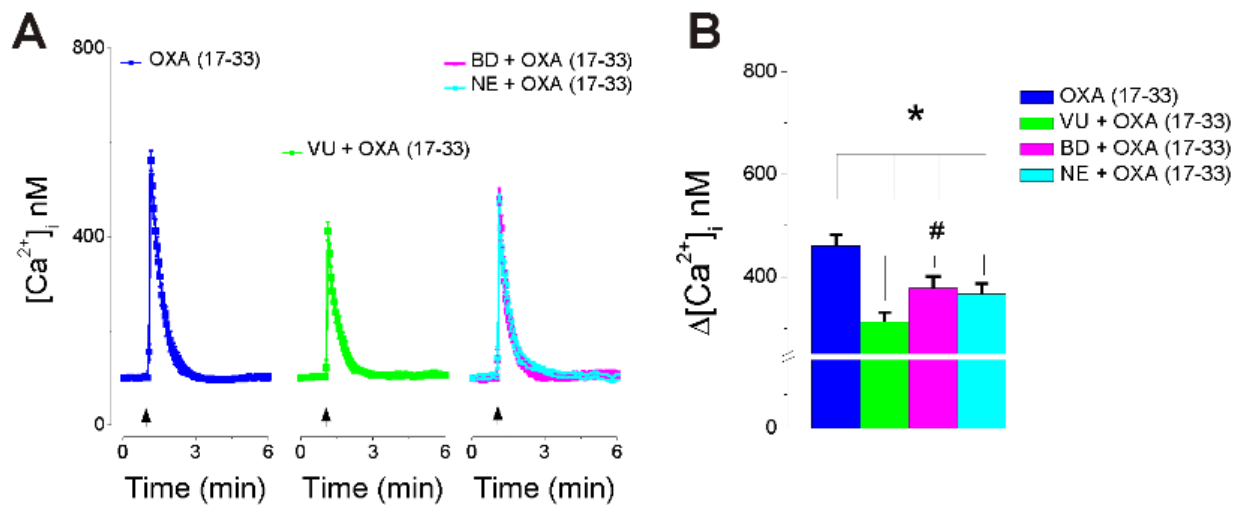 A
800
400
0
[Ca2+]i nM
OXA (17-33)
VU + OXA (17-33)
BD + OXA (17-33)
NE + OXA (17-33)
0 3 6
0 3 6
0 3 6
Time (min)
Time (min)
Time (min)
B
800
600
400
0
Δ[Ca2+]i nM
*
#
OXA (17-33)
VU + OXA (17-33)
BD + OXA (17-33)
NE + OXA (17-33)